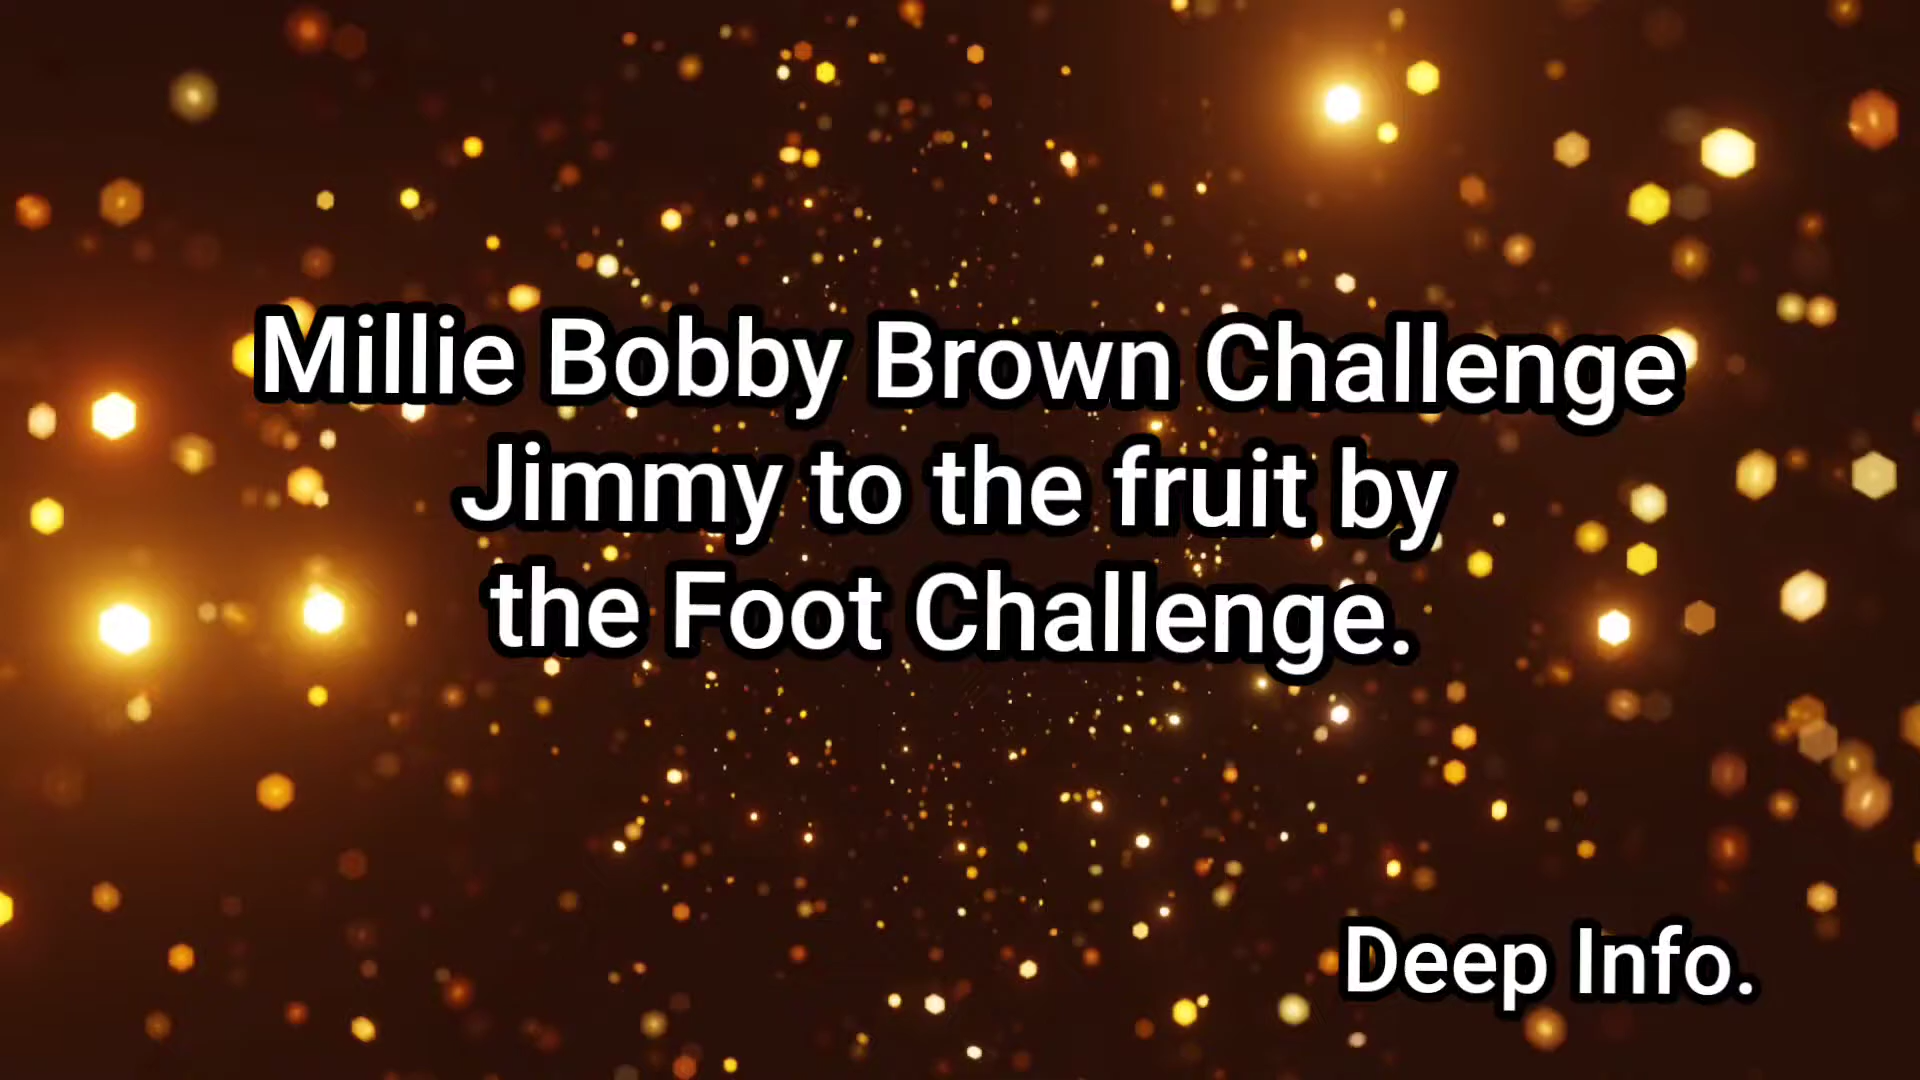 Millie Bobby Brown Challenge
Jimmy to the fruit by
the Foot Challenge.
Deep Info.